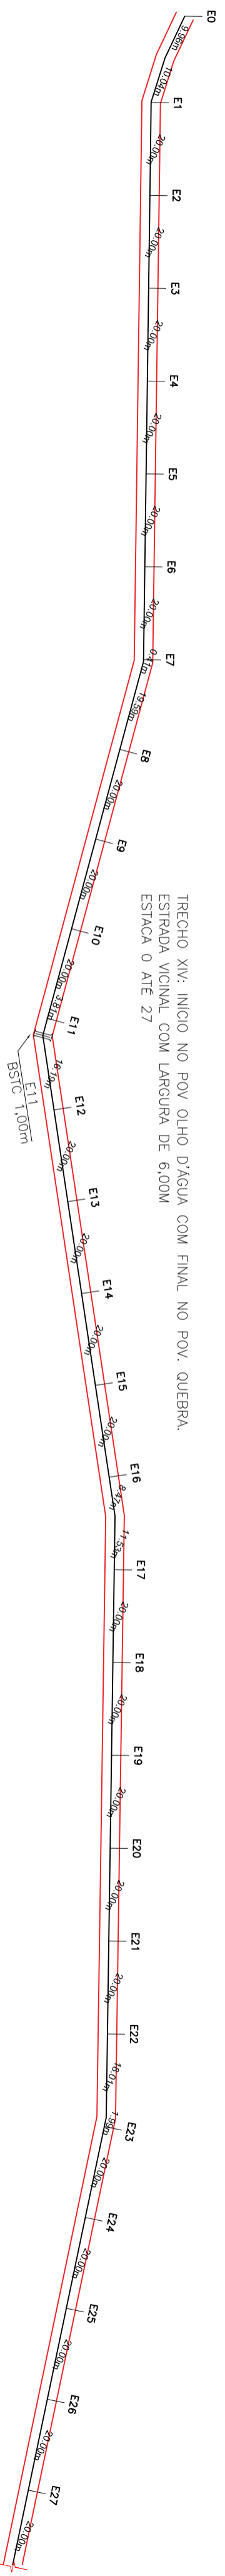 E0
9.96m
10.04m
E1
20.00m
E2
20.00m
E3
20.00m
E4
20.00m
E5
20.00m
E6
20.00m
E7
0.41m
19.59m
E8
20.00m
E9
20.00m
E10
20.00m
E11
3.81m
16.19m
E12
20.00m
E13
20.00m
E14
20.00m
E15
20.00m
E16
8.47m
11.53m
E17
20.00m
E18
20.00m
E19
20.00m
E20
20.00m
E21
20.00m
E22
18.01m
1.99m
E23
20.00m
E24
20.00m
E25
20.00m
E26
20.00m
E27
20.00m
TRECHO XIV: INÍCIO NO POV OLHO D'ÁGUA COM FINAL NO POV. QUEBRA.
ESTRADA VICINAL COM LARGURA DE 6,00M
ESTACA 0 ATÉ 27
E11
BSTC 1,00m